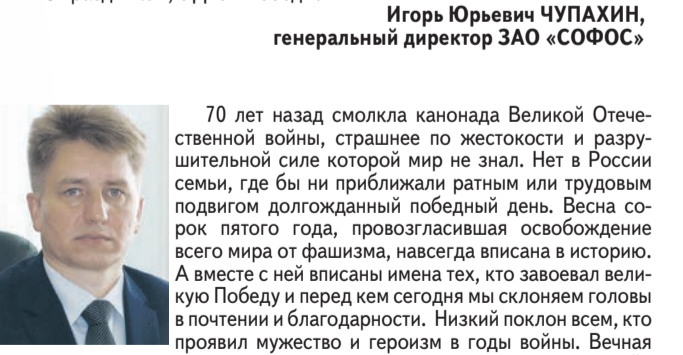 Игорь Юрьевич ЧУПАХИН,
генеральный директор ЗАО «СОФОС»
70 лет назад смолкла канонада Великой Отече-
ственной войны, страшнее по жестокости и разру-
шительной силе которой мир не знал. Нет в России
семьи, где бы ни приближали ратным или трудовым
подвигом долгожданный победный день. Весна со-
рок пятого года, провозгласившая освобождение
всего мира от фашизма, навсегда вписана в историю.
А вместе с ней вписаны имена тех, кто завоевал вели-
кую Победу и перед кем сегодня мы склоняем головы
в почтении и благодарности. Низкий поклон всем, кто
проявил мужество и героизм в годы войны. Вечная